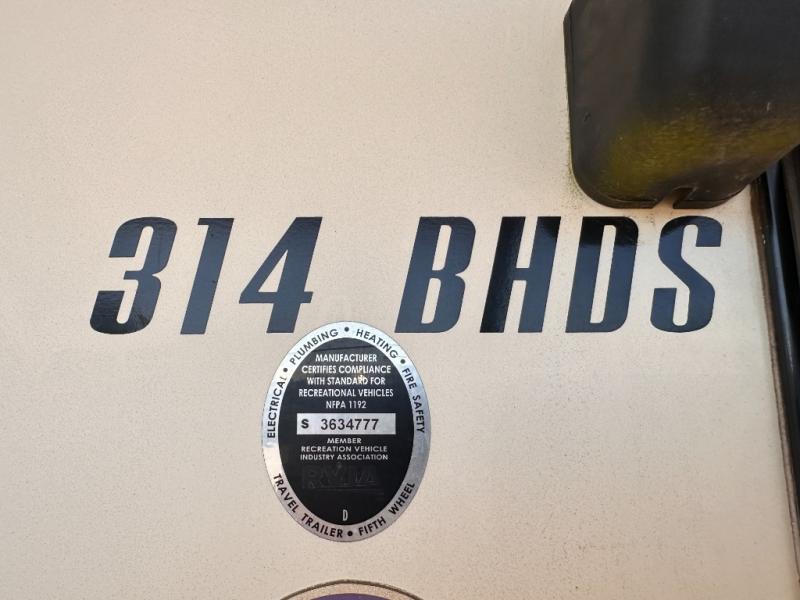 314 BHDS
ELECTRICAL • PLUMBING • HEATING • FIRE SAFETY
MANUFACTURER
CERTIFIES COMPLIANCE
WITH STANDARD FOR
RECREATIONAL VEHICLES
NFPA 1192
S 3634777
MEMBER
RECREATION VEHICLE
INDUSTRY ASSOCIATION
RVIA
D
TRAVEL TRAILER • FIFTH WHEEL